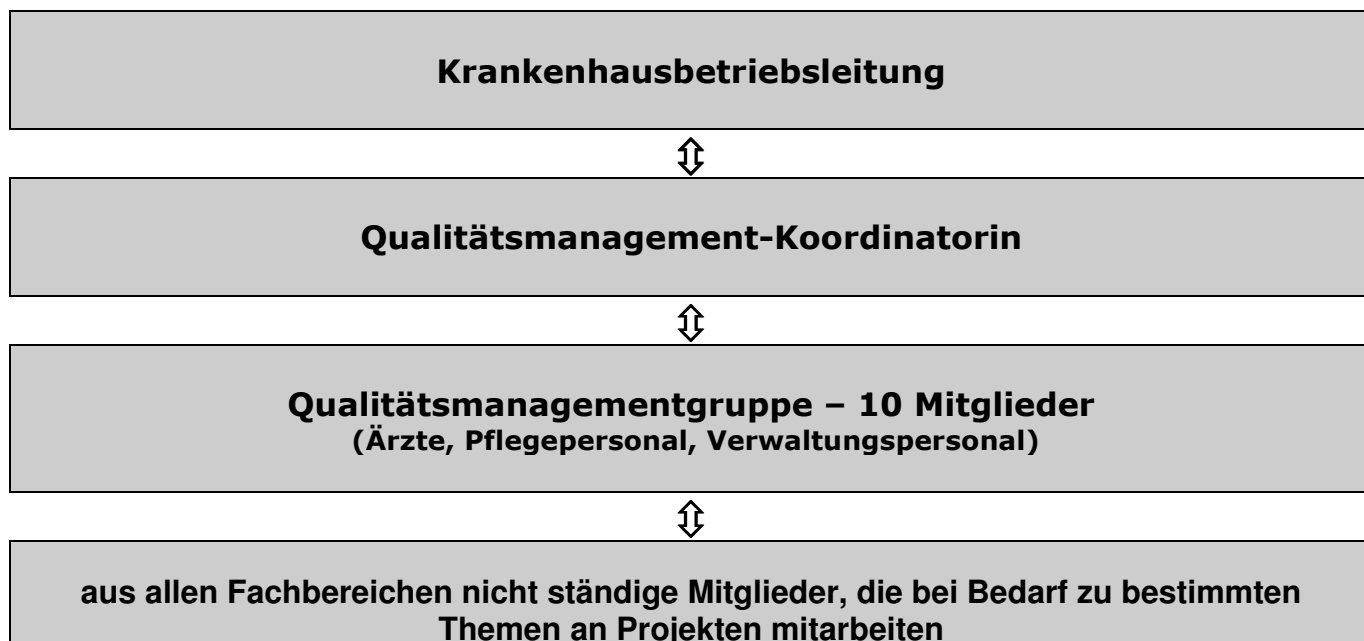 Krankenhausbetriebsleitung
Qualitätsmanagement-Koordinatorin
Qualitätsmanagementgruppe – 10 Mitglieder
(Ärzte, Pflegepersonal, Verwaltungspersonal)
aus allen Fachbereichen nicht ständige Mitglieder, die bei Bedarf zu bestimmten
Themen an Projekten mitarbeiten